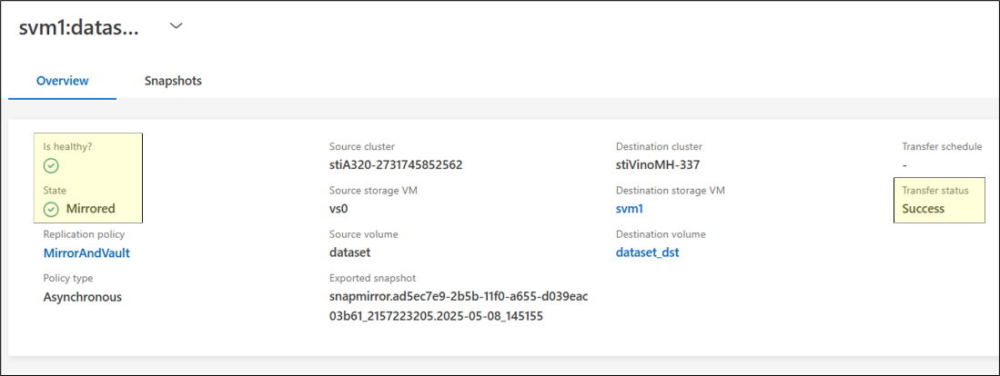 svm1:datas...
Overview Snapshots
Is healthy? Source cluster Destination cluster Transfer schedule
stiA320-2731745852562 stiVinoMH-337 -
State Source storage VM Destination storage VM Transfer status
Mirrored vs0 svm1 Success
Replication policy Source volume Destination volume
MirrorAndVault dataset dataset_dst
Policy type Exported snapshot
Asynchronous snapmirror.ad5ec7e9-2b5b-11f0-a655-d039eac
03b61_2157223205.2025-05-08_145155